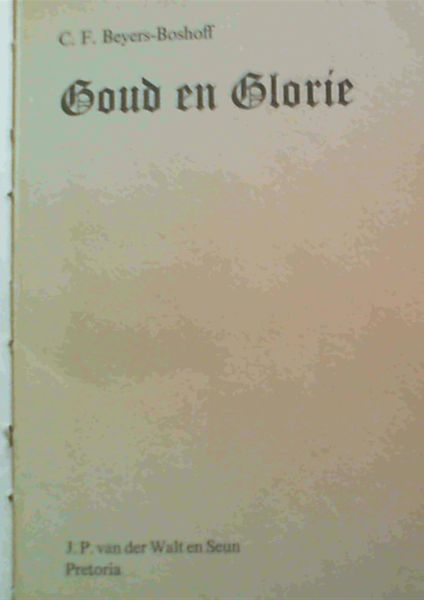 C. F. Beyers-Boshoff
Goud en Glorie
J. P. van der Walt en Seun
Pretoria